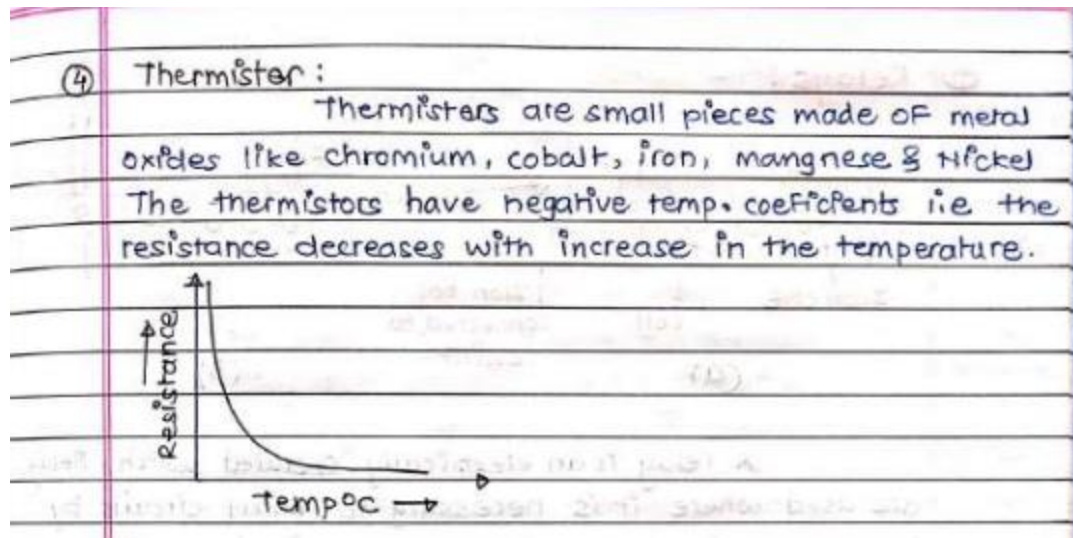 ④ Thermister :
Thermisters are small pieces made of metal
oxides like chromium, cobalt, iron, mangnese & Nickel
The thermistors have negative temp. coefficients i.e the
resistance decreases with increase in the temperature.
Resistance
Temp°c